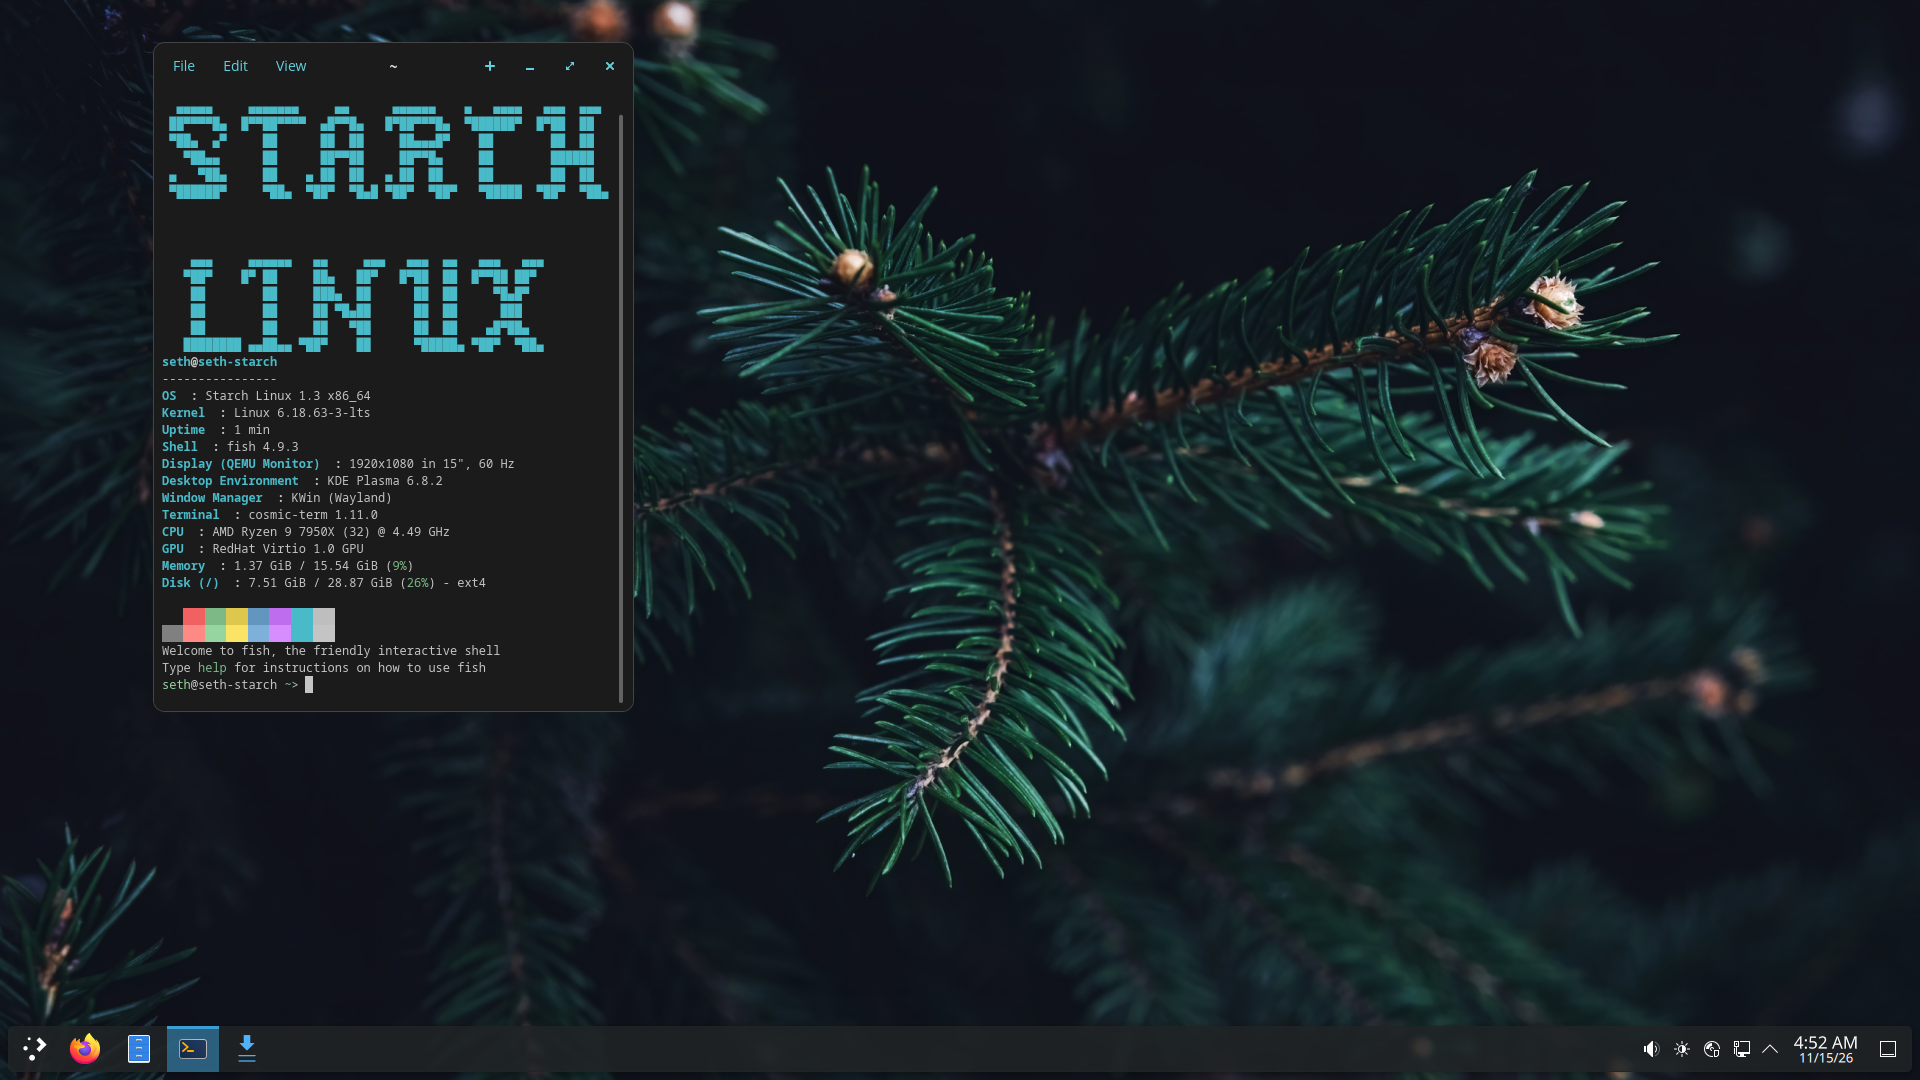 File Edit View ~
STARCH
LINUX
seth@seth-starch
----------------
OS : Starch Linux 1.3 x86_64
Kernel : Linux 6.18.63-3-lts
Uptime : 1 min
Shell : fish 4.9.3
Display (QEMU Monitor) : 1920x1080 in 15", 60 Hz
Desktop Environment : KDE Plasma 6.8.2
Window Manager : KWin (Wayland)
Terminal : cosmic-term 1.11.0
CPU : AMD Ryzen 9 7950X (32) @ 4.49 GHz
GPU : RedHat Virtio 1.0 GPU
Memory : 1.37 GiB / 15.54 GiB (9%)
Disk (/) : 7.51 GiB / 28.87 GiB (26%) - ext4
Welcome to fish, the friendly interactive shell
Type help for instructions on how to use fish
seth@seth-starch ~>
4:52 AM
11/15/26